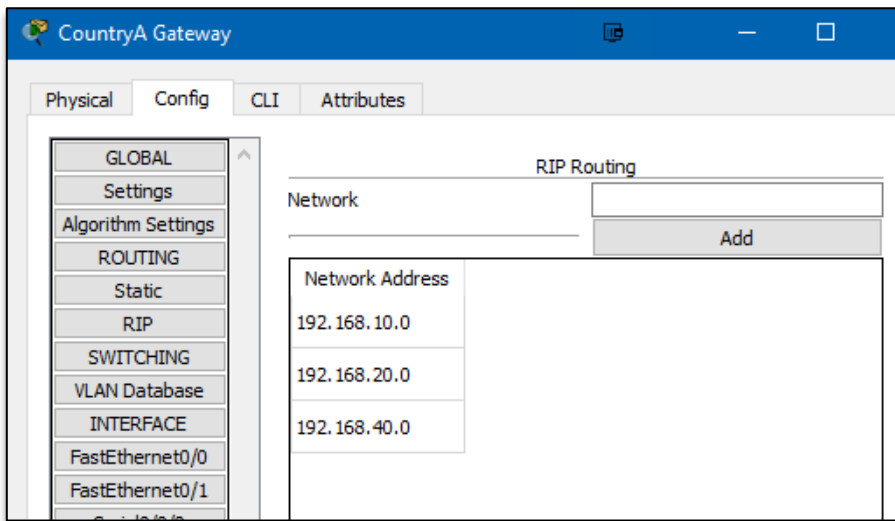 CountryA Gateway
Physical Config CLI Attributes
GLOBAL
Settings
Algorithm Settings
ROUTING
Static
RIP
SWITCHING
VLAN Database
INTERFACE
FastEthernet0/0
FastEthernet0/1
RIP Routing
Network
Add
Network Address
192.168.10.0
192.168.20.0
192.168.40.0